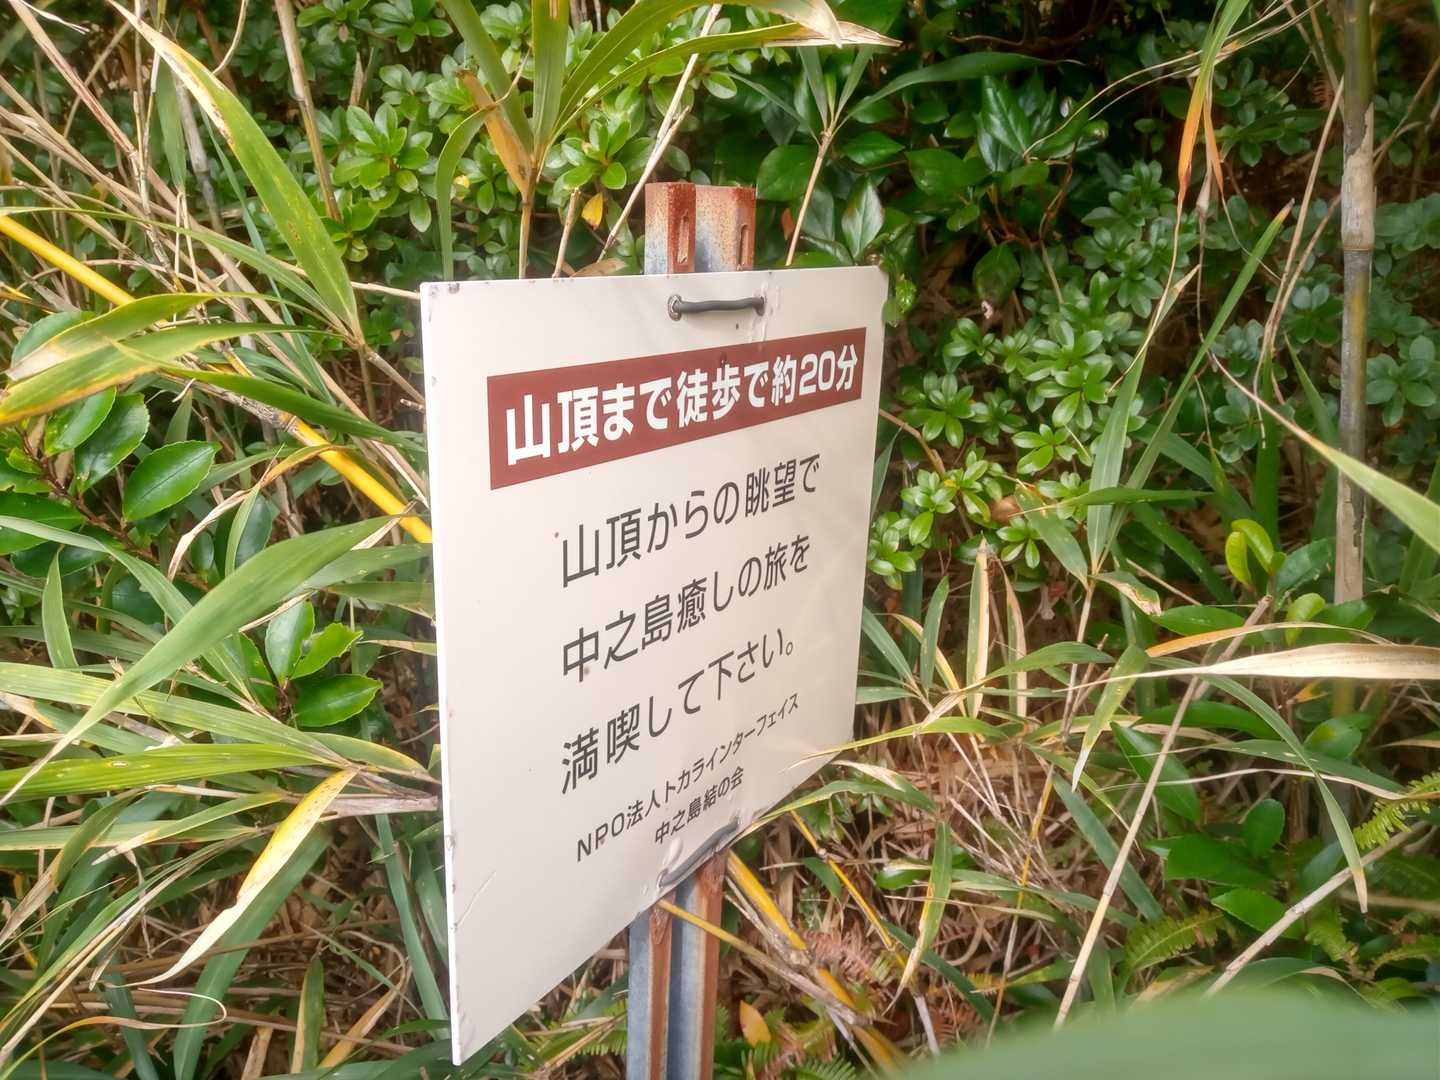 山頂まで徒歩で約20分
山頂からの眺望で
中之島癒しの旅を
満喫して下さい。
NPO法人トカラインターフェイス
中之島結の会